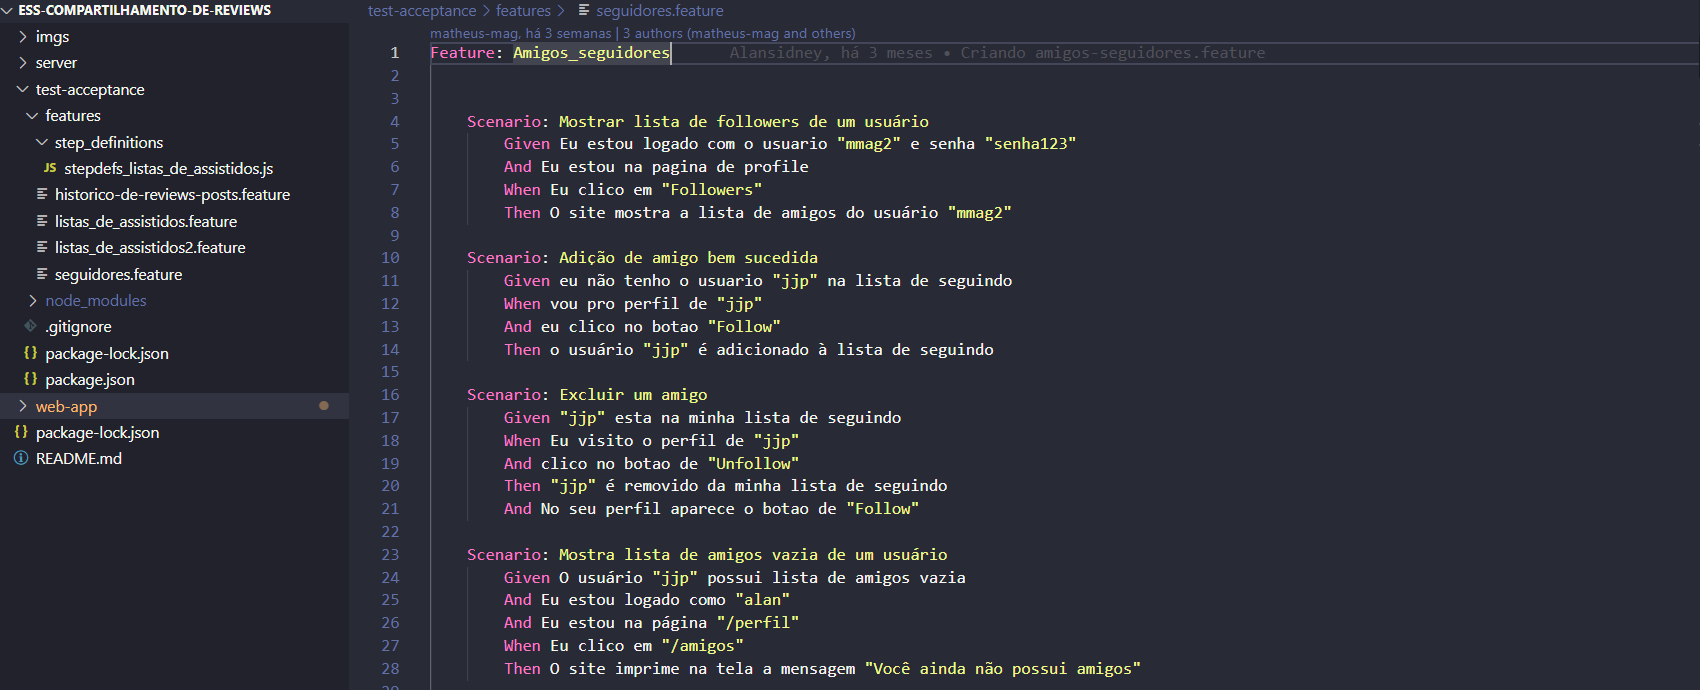 ESS-COMPARTILHAMENTO-DE-REVIEWS
imgs
server
test-acceptance
features
step_definitions
JS stepdefs_listas_de_assistidos.js
historico-de-reviews-posts.feature
listas_de_assistidos.feature
listas_de_assistidos2.feature
seguidores.feature
node_modules
.gitignore
{} package-lock.json
{} package.json
web-app
{} package-lock.json
README.md
test-acceptance > features > seguidores.feature
matheus-mag, há 3 semanas | 3 authors (matheus-mag and others)
1 Feature: Amigos_seguidores Alansidney, há 3 meses • Criando amigos-seguidores.feature
2
3
4 Scenario: Mostrar lista de followers de um usuário
5 Given Eu estou logado com o usuario "mmag2" e senha "senha123"
6 And Eu estou na pagina de profile
7 When Eu clico em "Followers"
8 Then O site mostra a lista de amigos do usuário "mmag2"
9
10 Scenario: Adição de amigo bem sucedida
11 Given eu não tenho o usuario "jjp" na lista de seguindo
12 When vou pro perfil de "jjp"
13 And eu clico no botao "Follow"
14 Then o usuário "jjp" é adicionado à lista de seguindo
15
16 Scenario: Excluir um amigo
17 Given "jjp" esta na minha lista de seguindo
18 When Eu visito o perfil de "jjp"
19 And clico no botao de "Unfollow"
20 Then "jjp" é removido da minha lista de seguindo
21 And No seu perfil aparece o botao de "Follow"
22
23 Scenario: Mostra lista de amigos vazia de um usuário
24 Given O usuário "jjp" possui lista de amigos vazia
25 And Eu estou logado como "alan"
26 And Eu estou na página "/perfil"
27 When Eu clico em "/amigos"
28 Then O site imprime na tela a mensagem "Você ainda não possui amigos"